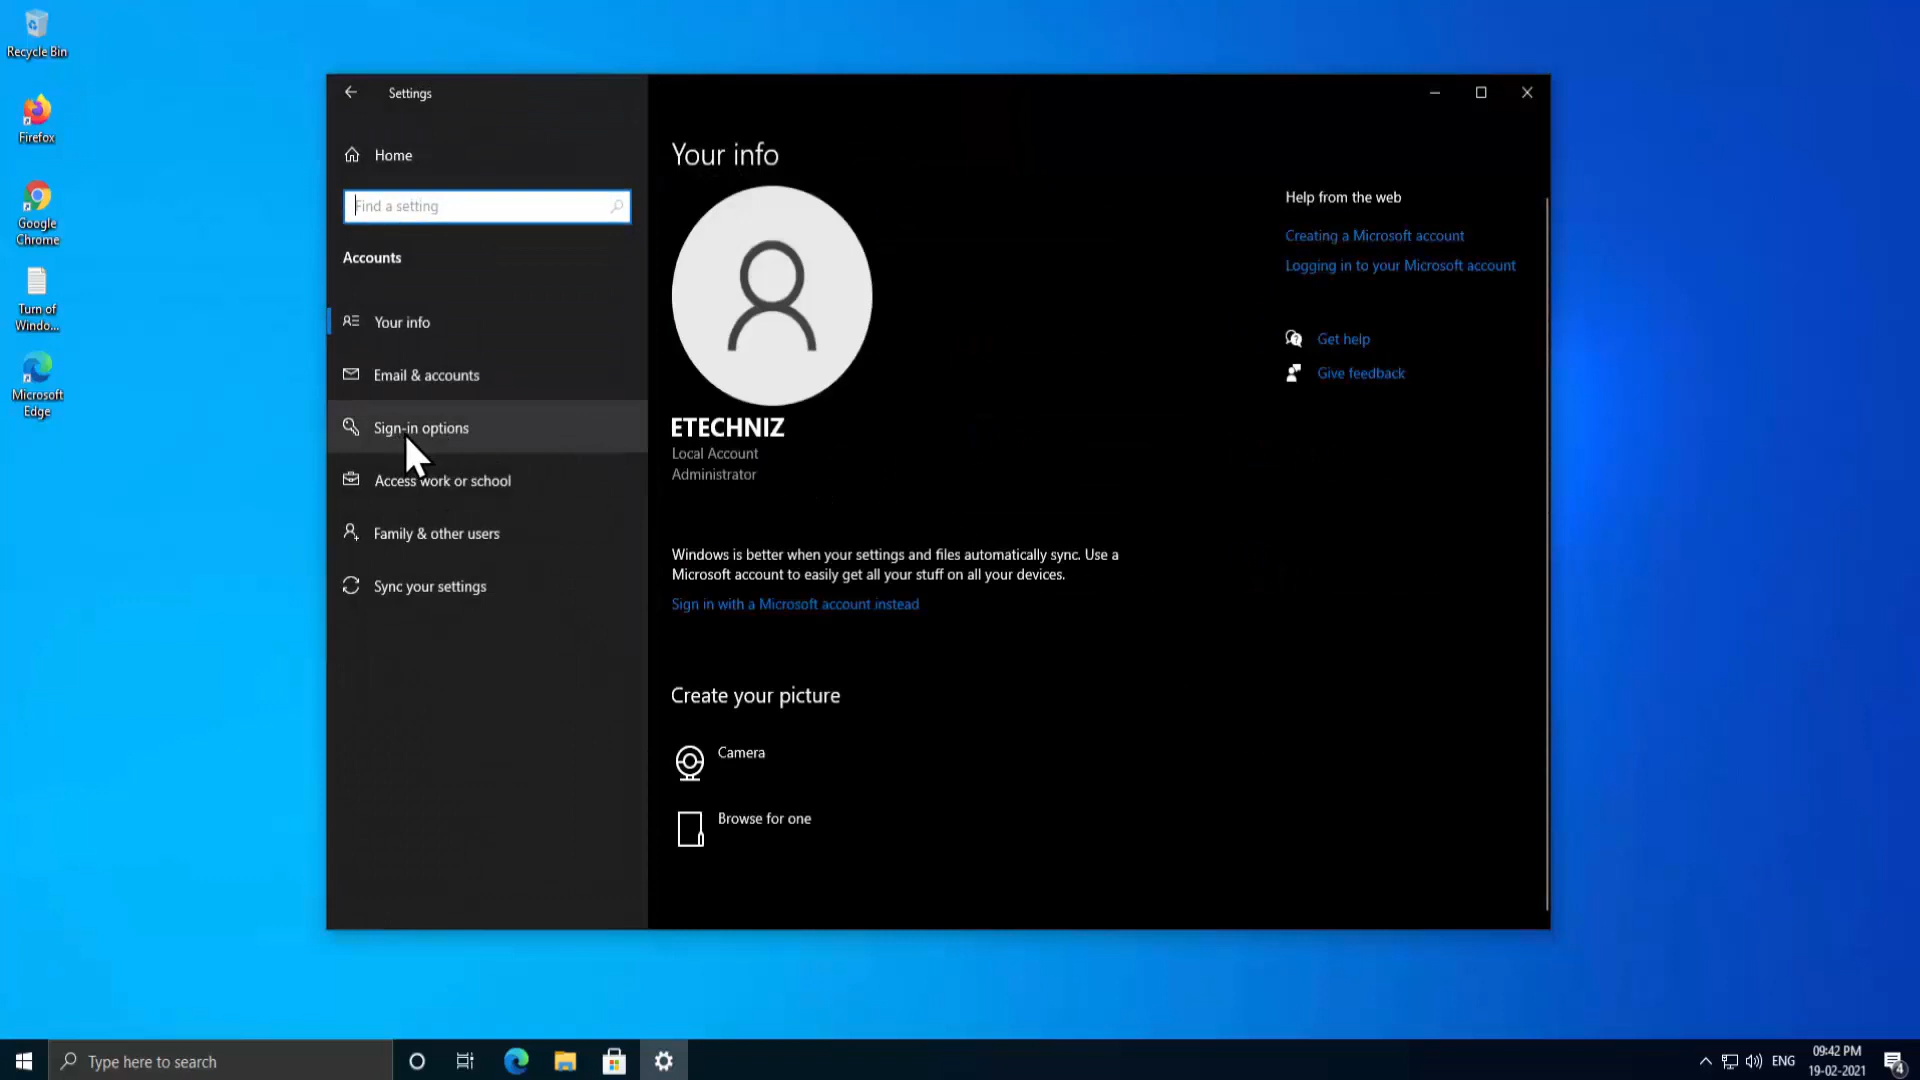 Recycle Bin
Firefox
Google
Chrome
Turn of
Windo...
Microsoft
Edge
Settings
Home
Find a setting
Accounts
Your info
Email & accounts
Sign-in options
Access work or school
Family & other users
Sync your settings
Your info
ETECHNIZ
Local Account
Administrator
Windows is better when your settings and files automatically sync. Use a
Microsoft account to easily get all your stuff on all your devices.
Sign in with a Microsoft account instead
Create your picture
Camera
Browse for one
Help from the web
Creating a Microsoft account
Logging in to your Microsoft account
Get help
Give feedback
Type here to search
ENG
09:42 PM
19-02-2021
4